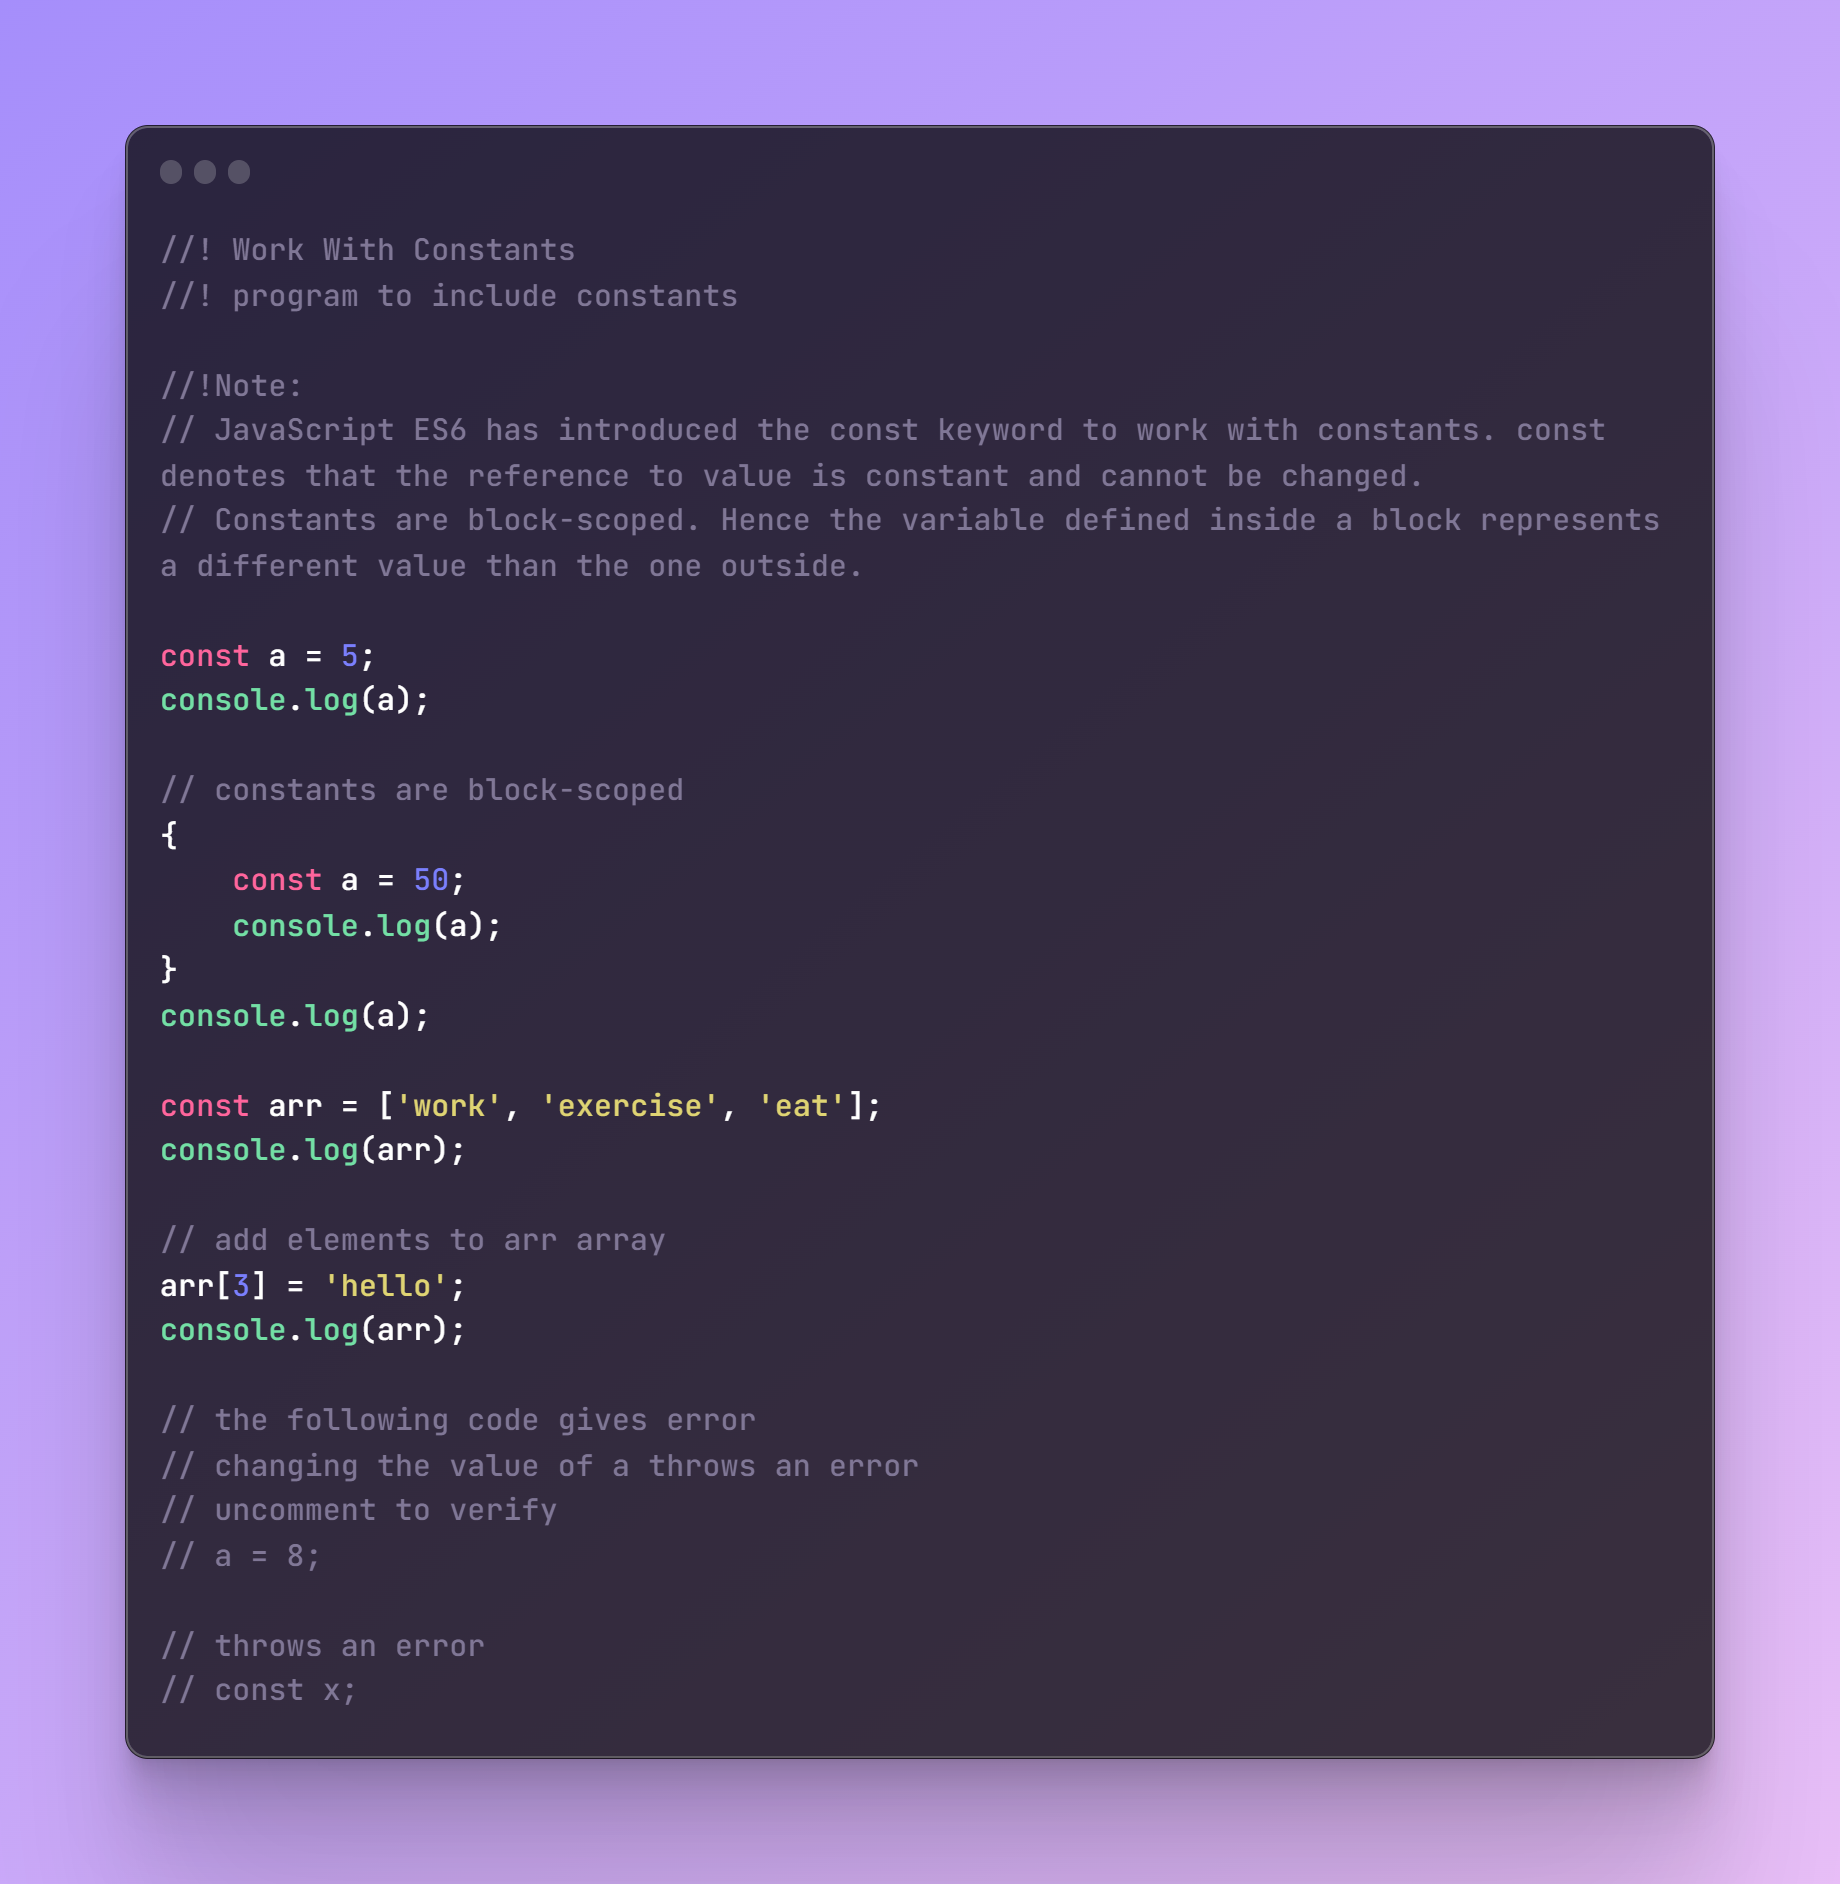 //! Work With Constants
//! program to include constants

//!Note:
// JavaScript ES6 has introduced the const keyword to work with constants. const
denotes that the reference to value is constant and cannot be changed.
// Constants are block-scoped. Hence the variable defined inside a block represents
a different value than the one outside.

const a = 5;
console.log(a);

// constants are block-scoped
{
    const a = 50;
    console.log(a);
}
console.log(a);

const arr = ['work', 'exercise', 'eat'];
console.log(arr);

// add elements to arr array
arr[3] = 'hello';
console.log(arr);

// the following code gives error
// changing the value of a throws an error
// uncomment to verify
// a = 8;

// throws an error
// const x;